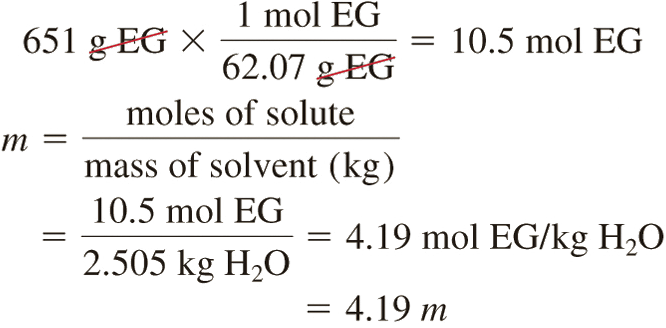 651 g EG × 1 mol EG / 62.07 g EG = 10.5 mol EG
m = moles of solute / mass of solvent (kg)
= 10.5 mol EG / 2.505 kg H₂O = 4.19 mol EG/kg H₂O
= 4.19 m